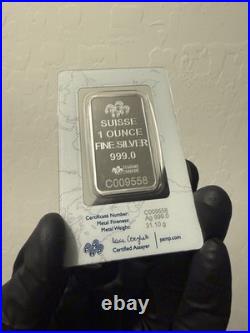 SUISSE
1 OUNCE
FINE SILVER
999.0
C009558
Certificate Number: C009558
Metal Fineness: Ag 999.0
Metal Weight: 31.10 g
Certified Assayer pamp.com